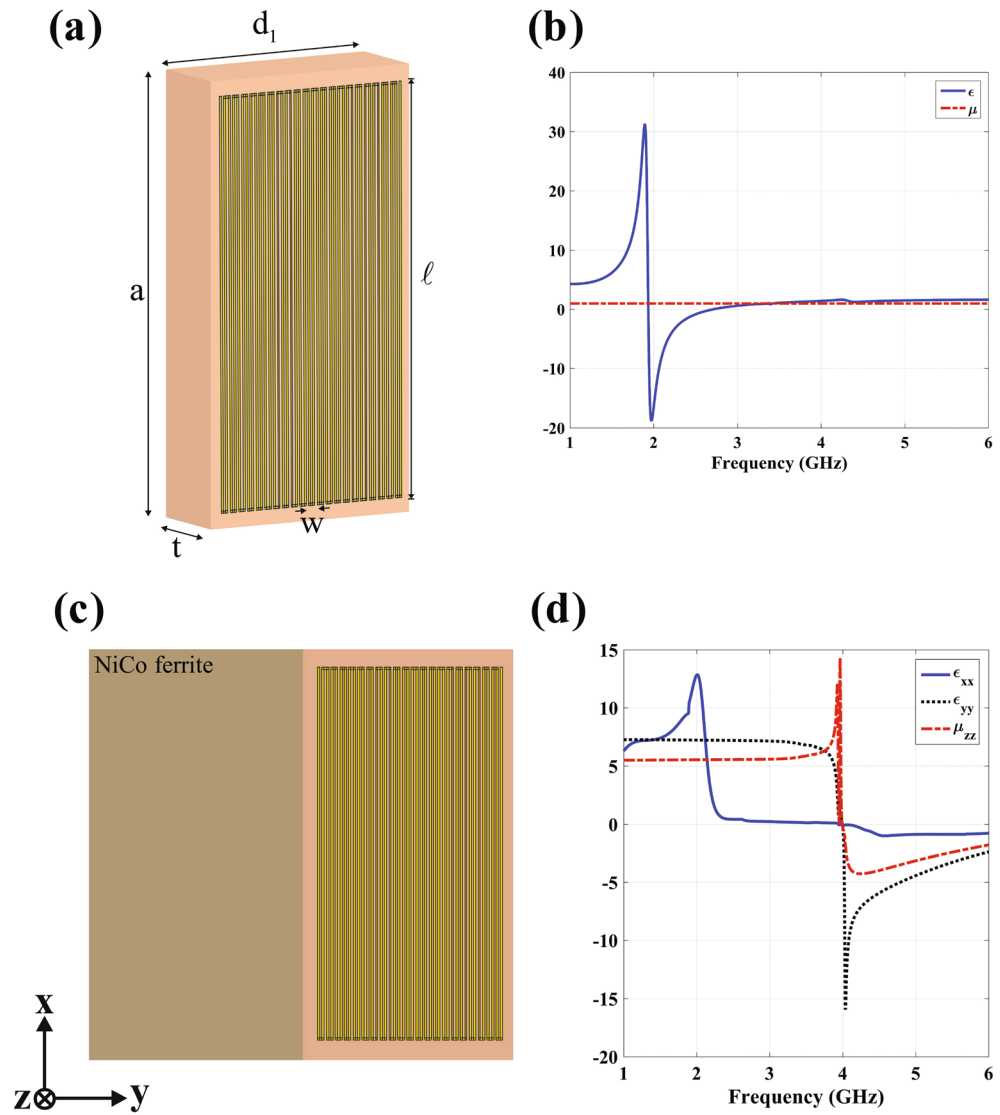 (a)
d₁
a
ℓ
w
t
(b)
40
30
20
10
0
-10
-20
1 2 3 4 5 6
Frequency (GHz)
ϵ
μ
(c)
NiCo ferrite
x
z
y
(d)
15
10
5
0
-5
-10
-15
-20
1 2 3 4 5 6
Frequency (GHz)
ϵxx
ϵyy
μzz